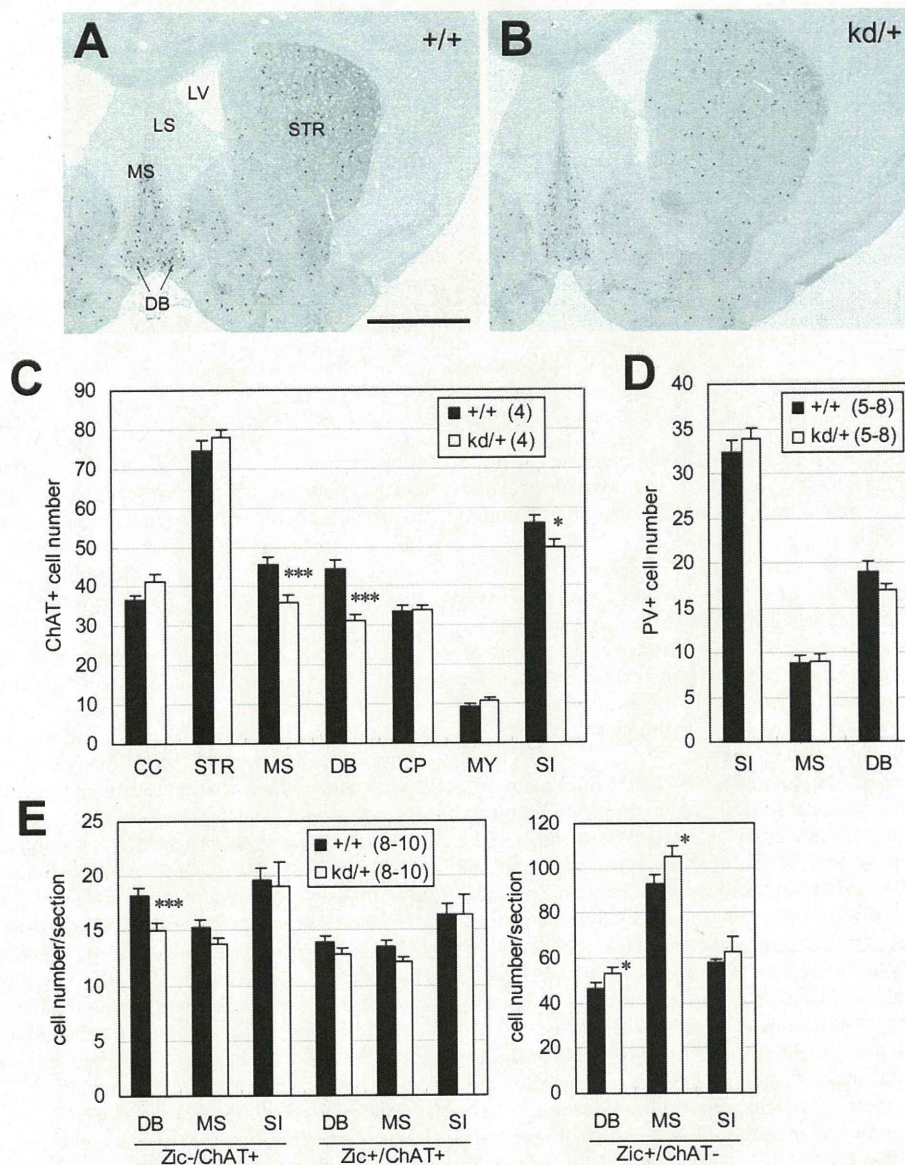 A
+/+
LV
LS
STR
MS
DB
B
kd/+
C
ChAT+ cell number
90
80
70
60
50
40
30
20
10
0
+/+ (4)
kd/+ (4)
***
***
*
CC STR MS DB CP MY SI
D
PV+ cell number
40
35
30
25
20
15
10
5
0
+/+ (5-8)
kd/+ (5-8)
SI MS DB
E
cell number/section
25
20
15
10
5
0
+/+ (8-10)
kd/+ (8-10)
***
DB MS SI DB MS SI
Zic-/ChAT+ Zic+/ChAT+
cell number/section
120
100
80
60
40
20
0
*
*
DB MS SI
Zic+/ChAT-